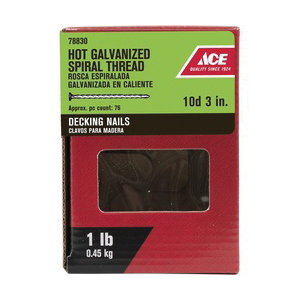 78830
HOT GALVANIZED
SPIRAL THREAD
ROSCA ESPIRALADA
GALVANIZADA EN CALIENTE
ACE
QUALITY SINCE 1924
Approx. pc count: 75
10d 3 in.
DECKING NAILS
CLAVOS PARA MADERA
1 lb
0.45 kg